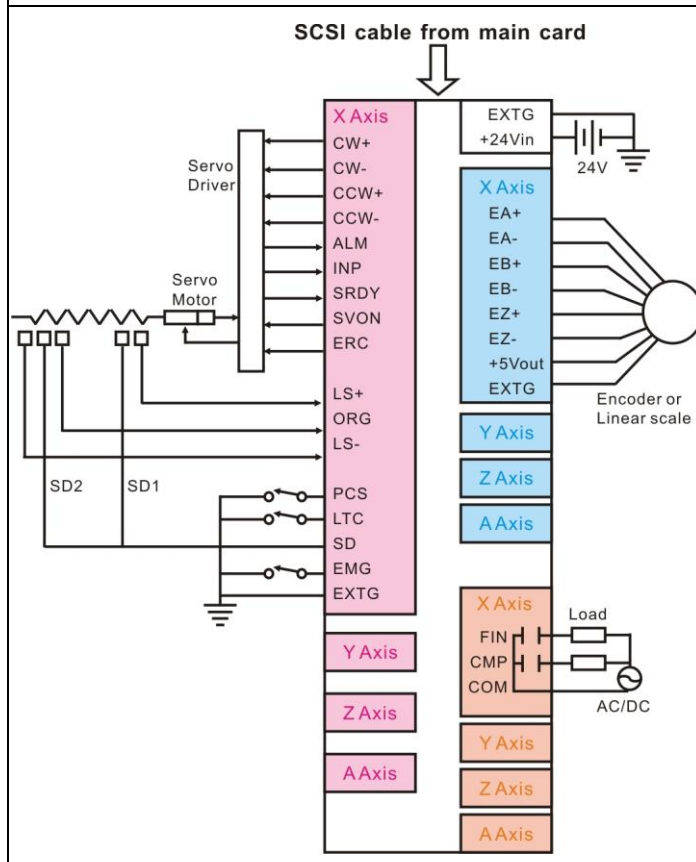 SCSI cable from main card
X Axis
CW+
CW-
CCW+
CCW-
ALM
INP
SRDY
SVON
ERC
LS+
ORG
LS-
PCS
LTC
SD
EMG
EXTG
Y Axis
Z Axis
A Axis
Servo
Driver
Servo
Motor
SD2
SD1
EXTG
+24Vin
24V
X Axis
EA+
EA-
EB+
EB-
EZ+
EZ-
+5Vout
EXTG
Encoder or
Linear scale
Y Axis
Z Axis
A Axis
X Axis
FIN
CMP
COM
Load
AC/DC
Y Axis
Z Axis
A Axis